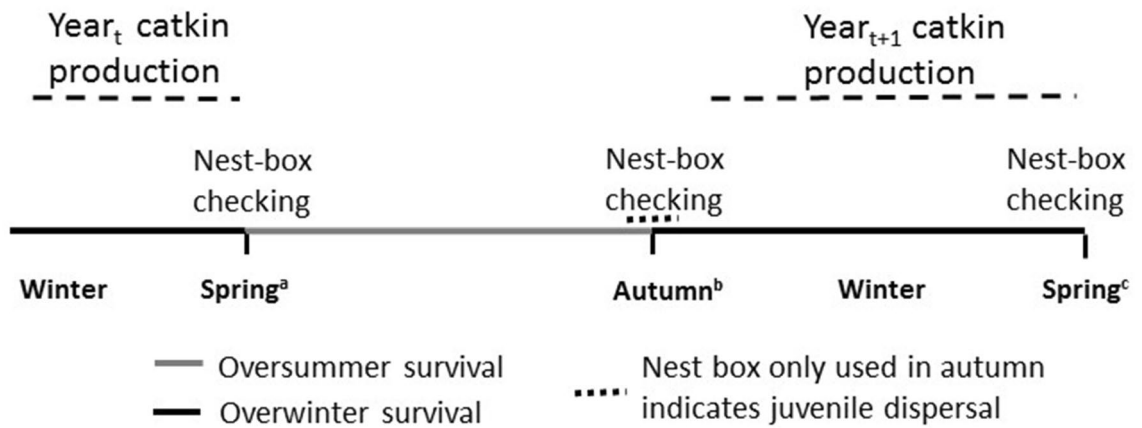 Year_t catkin
production
Year_t+1 catkin
production
Nest-box
checking
Nest-box
checking
Nest-box
checking
Winter
Spring^a
Autumn^b
Winter
Spring^c
Oversummer survival
Overwinter survival
Nest box only used in autumn
indicates juvenile dispersal